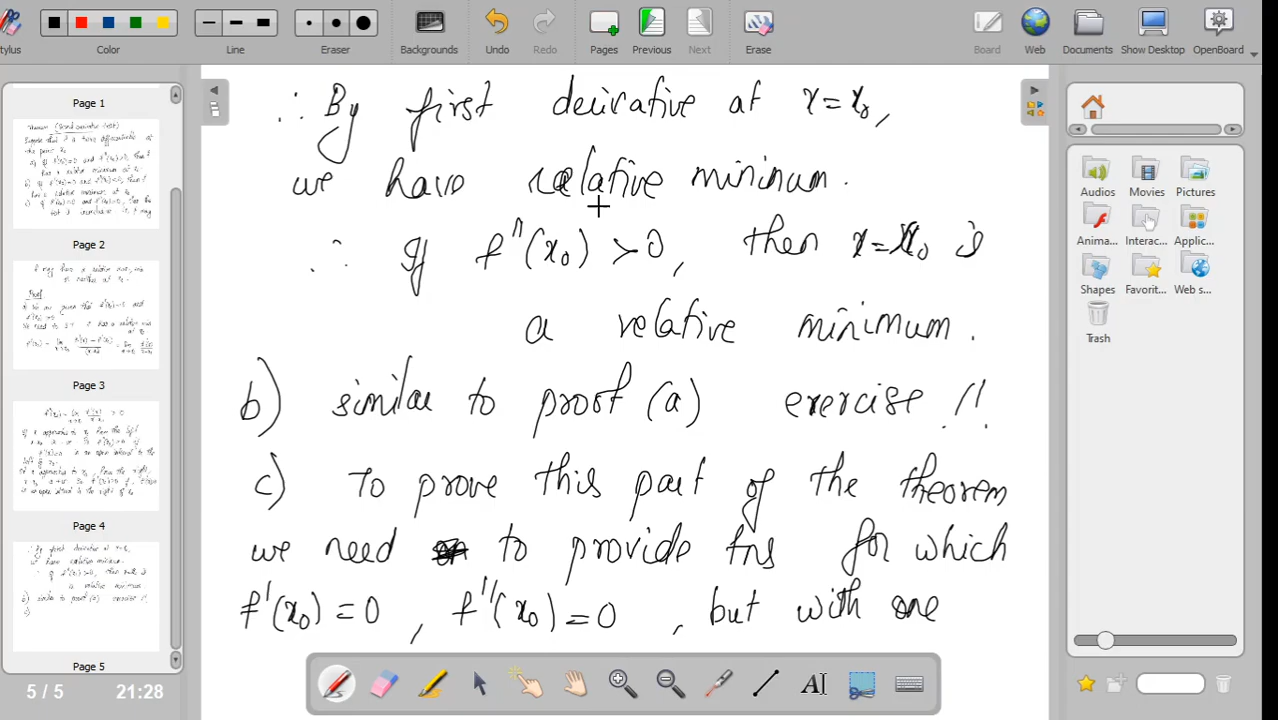 Stylus
Color
Line
Eraser
Backgrounds
Undo
Redo
Pages
Previous
Next
Erase
Board
Web
Documents
Show Desktop
OpenBoard
Page 1
Page 2
Page 3
Page 4
Page 5
5 / 5
21:28
∴ By first derivative at x=x₀,
we have relative minimum.
∴ If f''(x₀) > 0, then x=x₀ is
a relative minimum.
b) similar to proof (a) exercise !!
c) To prove this part of the theorem
we need to provide fns for which
f'(x₀) = 0, f''(x₀) = 0, but with one
Audios
Movies
Pictures
Anima...
Interac...
Applic...
Shapes
Favorit...
Web s...
Trash